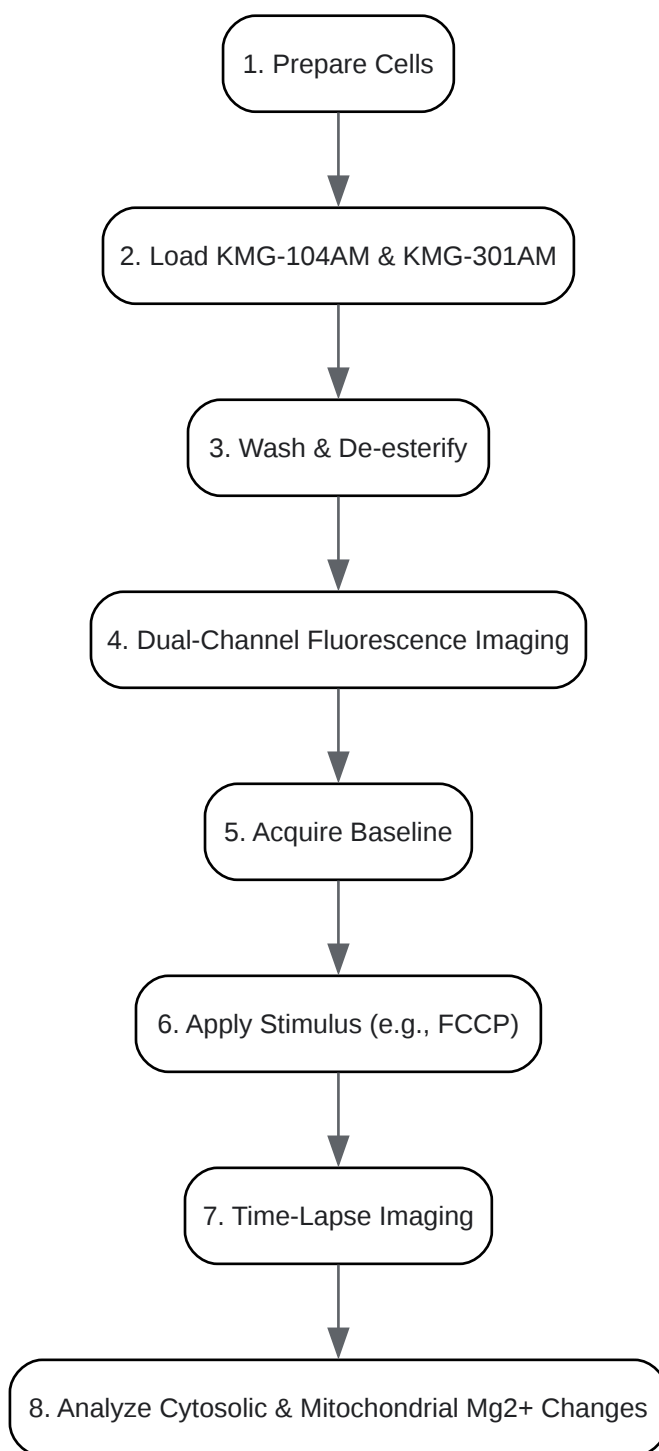 1. Prepare Cells
2. Load KMG-104AM & KMG-301AM
3. Wash & De-esterify
4. Dual-Channel Fluorescence Imaging
5. Acquire Baseline
6. Apply Stimulus (e.g., FCCP)
7. Time-Lapse Imaging
8. Analyze Cytosolic & Mitochondrial Mg2+ Changes